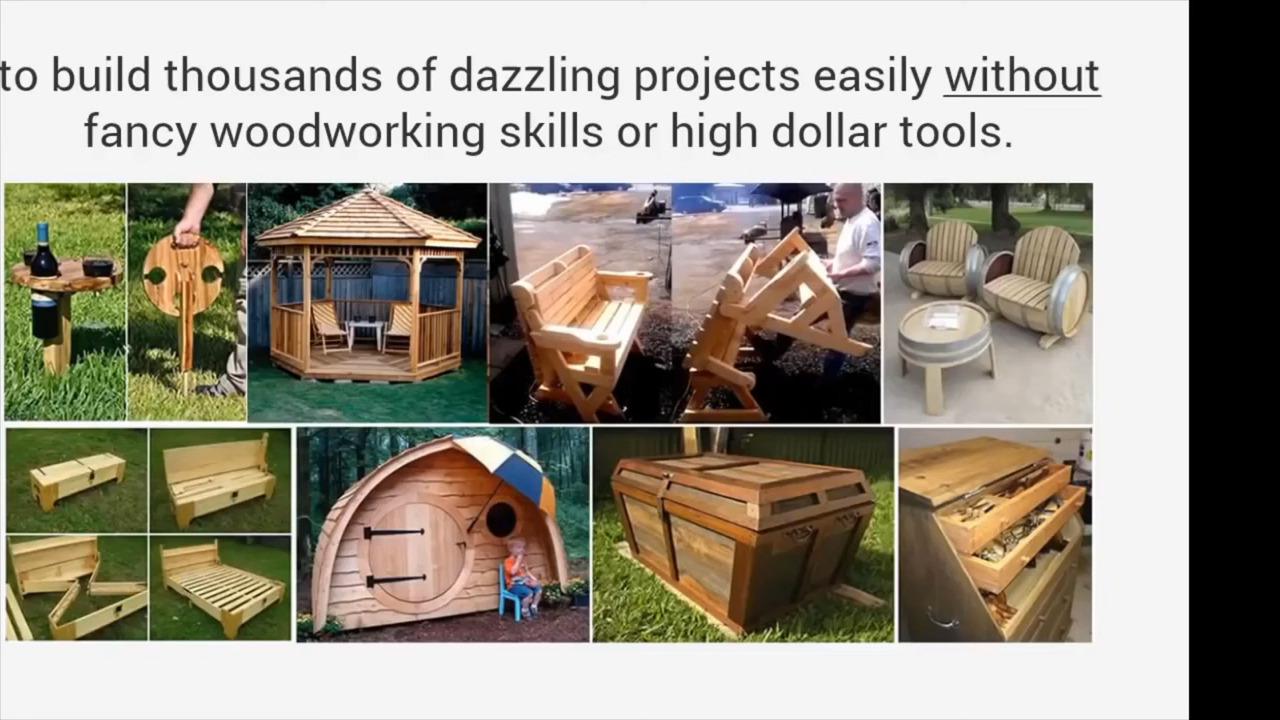 to build thousands of dazzling projects easily without
fancy woodworking skills or high dollar tools.